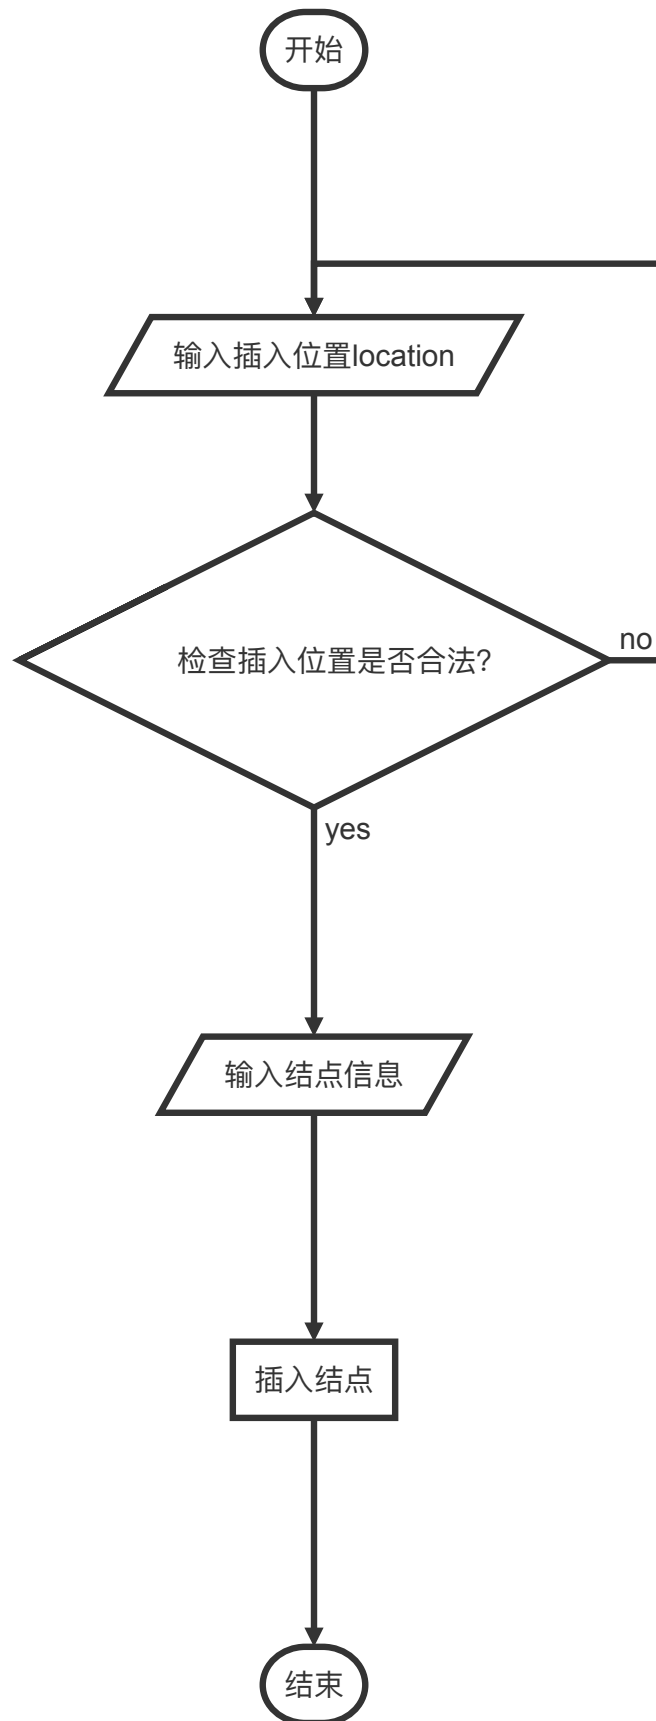 开始
输入插入位置location
检查插入位置是否合法?
no
yes
输入结点信息
插入结点
结束